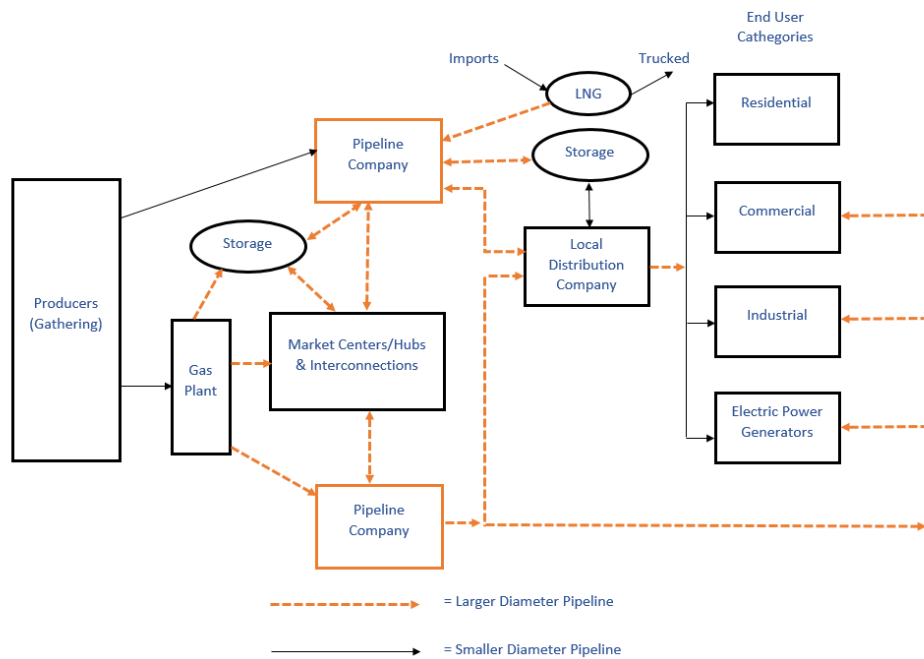 End User
Cathegories
Imports
Trucked
LNG
Residential
Pipeline
Company
Storage
Commercial
Storage
Local
Distribution
Company
Producers
(Gathering)
Gas
Plant
Market Centers/Hubs
& Interconnections
Industrial
Electric Power
Generators
Pipeline
Company
= Larger Diameter Pipeline
= Smaller Diameter Pipeline